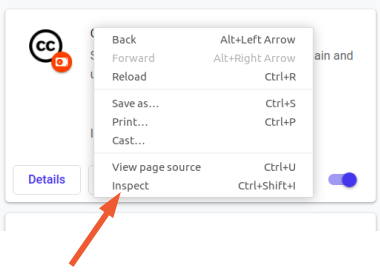 CC
Back Alt+Left Arrow
Forward Alt+Right Arrow
ain and
Reload Ctrl+R
Save as... Ctrl+S
Print... Ctrl+P
Cast...
View page source Ctrl+U
Details
Inspect Ctrl+Shift+I